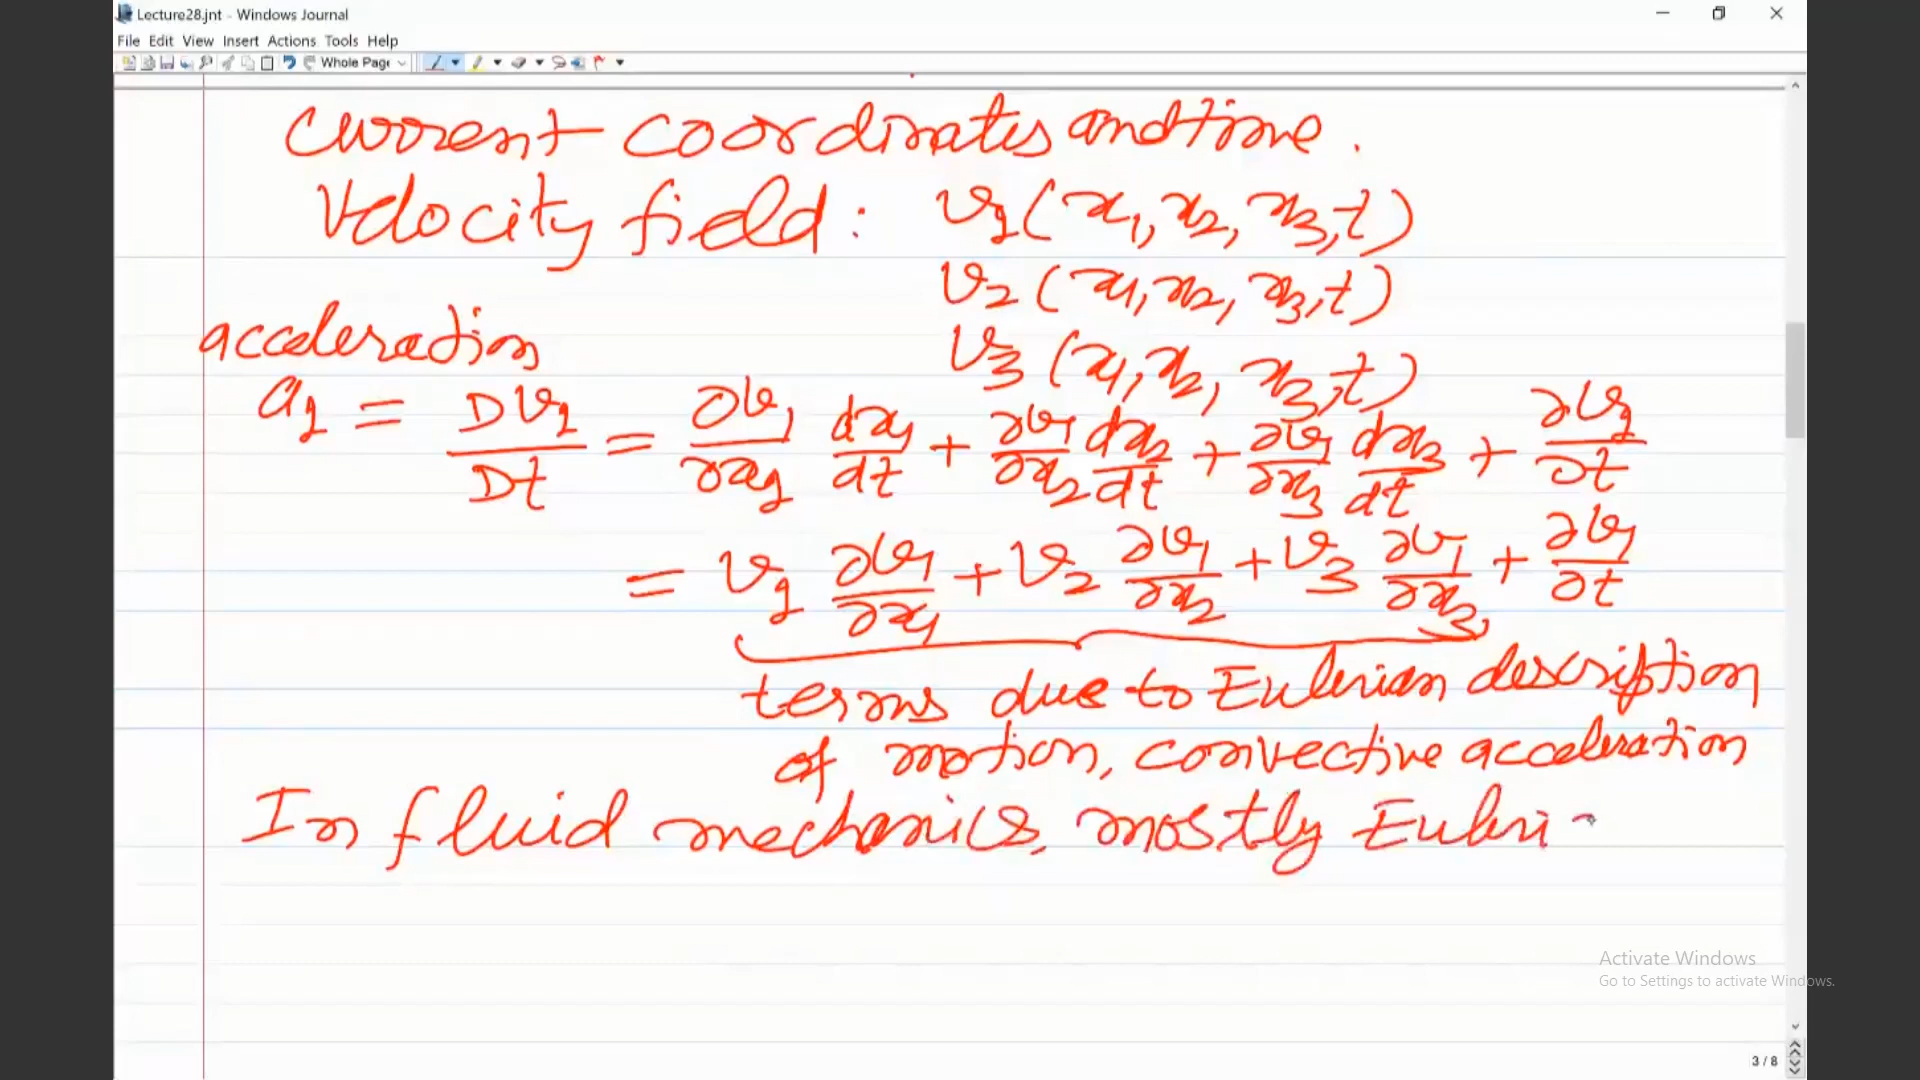 Lecture28.jnt - Windows Journal
File Edit View Insert Actions Tools Help
Whole Page
Current coordinates and time.
Velocity field : v₁(x₁, x₂, x₃, t)
v₂(x₁, x₂, x₃, t)
acceleration
v₃(x₁, x₂, x₃, t)
a₁ = Dv₁/Dt = ∂v₁/∂x₁ dx₁/dt + ∂v₁/∂x₂ dx₂/dt + ∂v₁/∂x₃ dx₃/dt + ∂v₁/∂t
= v₁ ∂v₁/∂x₁ + v₂ ∂v₁/∂x₂ + v₃ ∂v₁/∂x₃ + ∂v₁/∂t
terms due to Eulerian description
of motion, convective acceleration
In fluid mechanics, mostly Euleri
Activate Windows
Go to Settings to activate Windows.
3 / 8